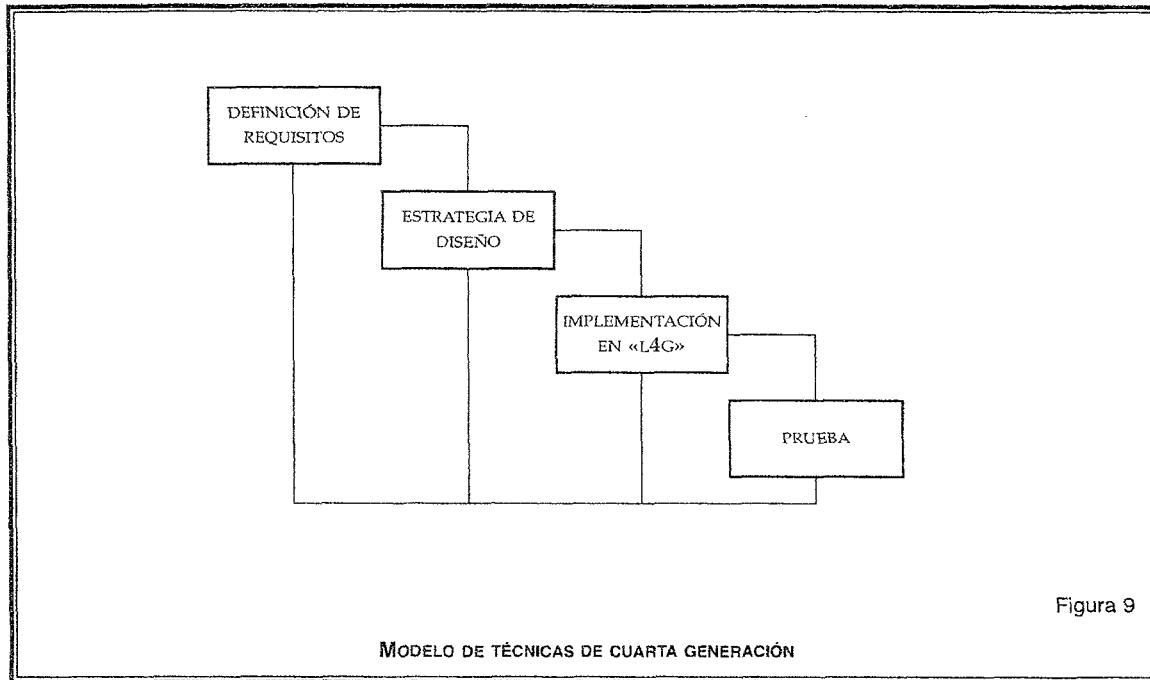 DEFINICIÓN DE
REQUISITOS
ESTRATEGIA DE
DISEÑO
IMPLEMENTACIÓN
EN «L4G»
PRUEBA
Figura 9
MODELO DE TÉCNICAS DE CUARTA GENERACIÓN